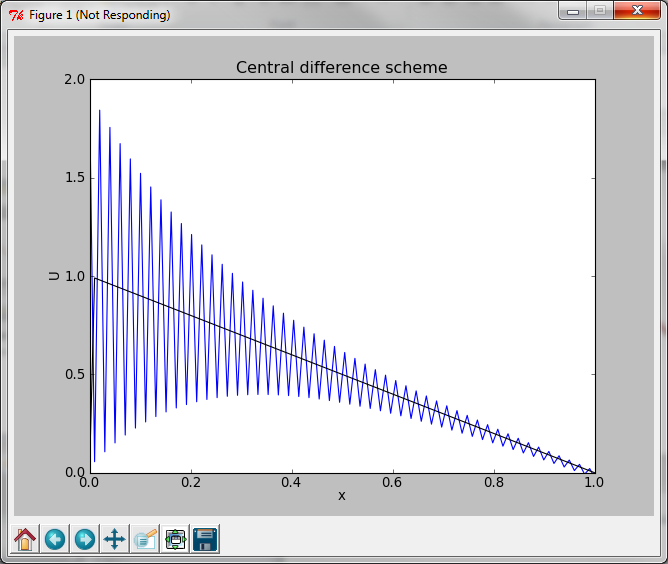 Figure 1 (Not Responding)
Central difference scheme
2.0
1.5
1.0
0.5
0.0
U
0.0 0.2 0.4 0.6 0.8 1.0
x